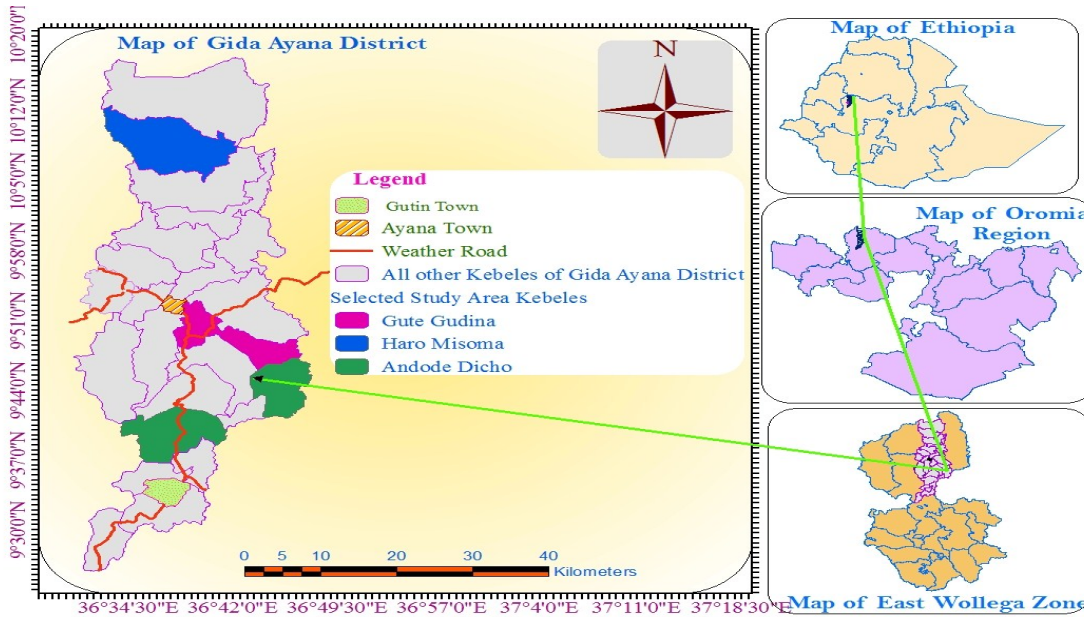 Map of Gida Ayana District
N
Legend
Gutin Town
Ayana Town
Weather Road
All other Kebeles of Gida Ayana District
Selected Study Area Kebeles
Gute Gudina
Haro Misoma
Andode Dicho
0 5 10 20 30 40
Kilometers
10°20'0"N
10°12'0"N
10°5'0"N
9°58'0"N
9°51'0"N
9°44'0"N
9°37'0"N
9°30'0"N
36°34'30"E 36°42'0"E 36°49'30"E 36°57'0"E 37°4'0"E 37°11'0"E 37°18'30"E
Map of Ethiopia
Map of Oromia
Region
Map of East Wollega Zone